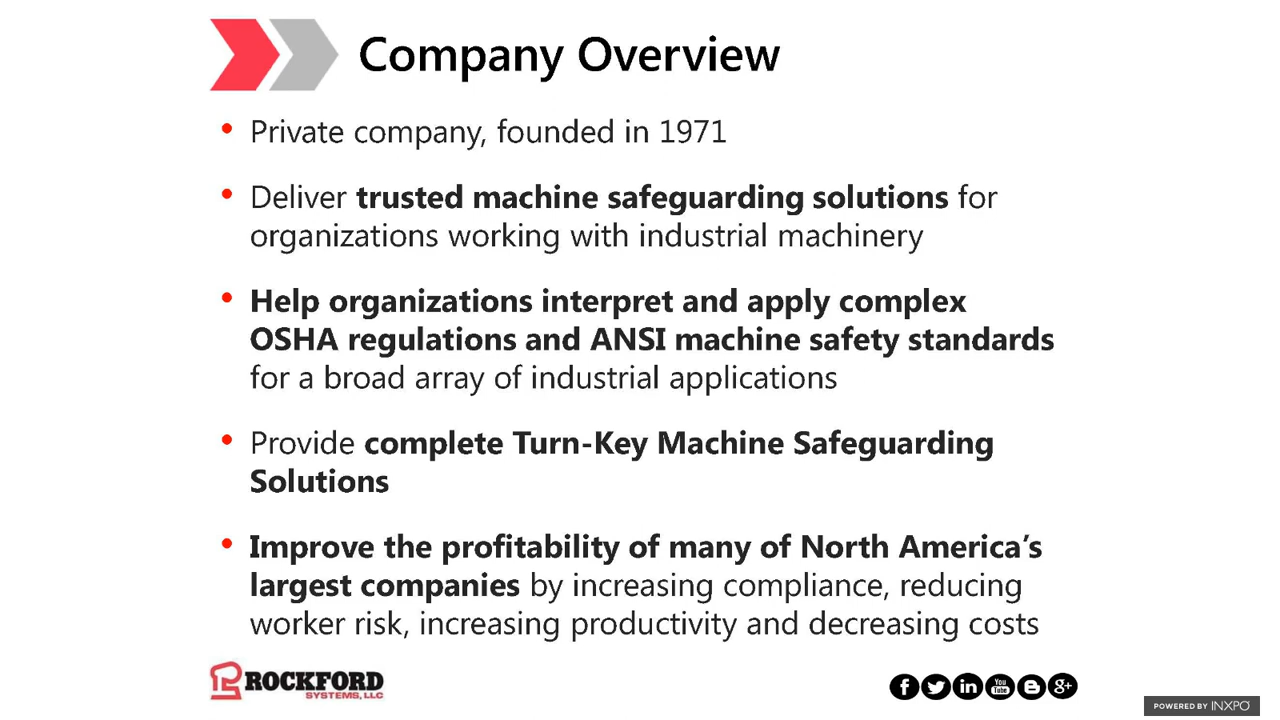 Company Overview
• Private company, founded in 1971
• Deliver trusted machine safeguarding solutions for
organizations working with industrial machinery
• Help organizations interpret and apply complex
OSHA regulations and ANSI machine safety standards
for a broad array of industrial applications
• Provide complete Turn-Key Machine Safeguarding
Solutions
• Improve the profitability of many of North America's
largest companies by increasing compliance, reducing
worker risk, increasing productivity and decreasing costs
ROCKFORD
SYSTEMS, LLC
You
Tube
g+
POWERED BY INXPO